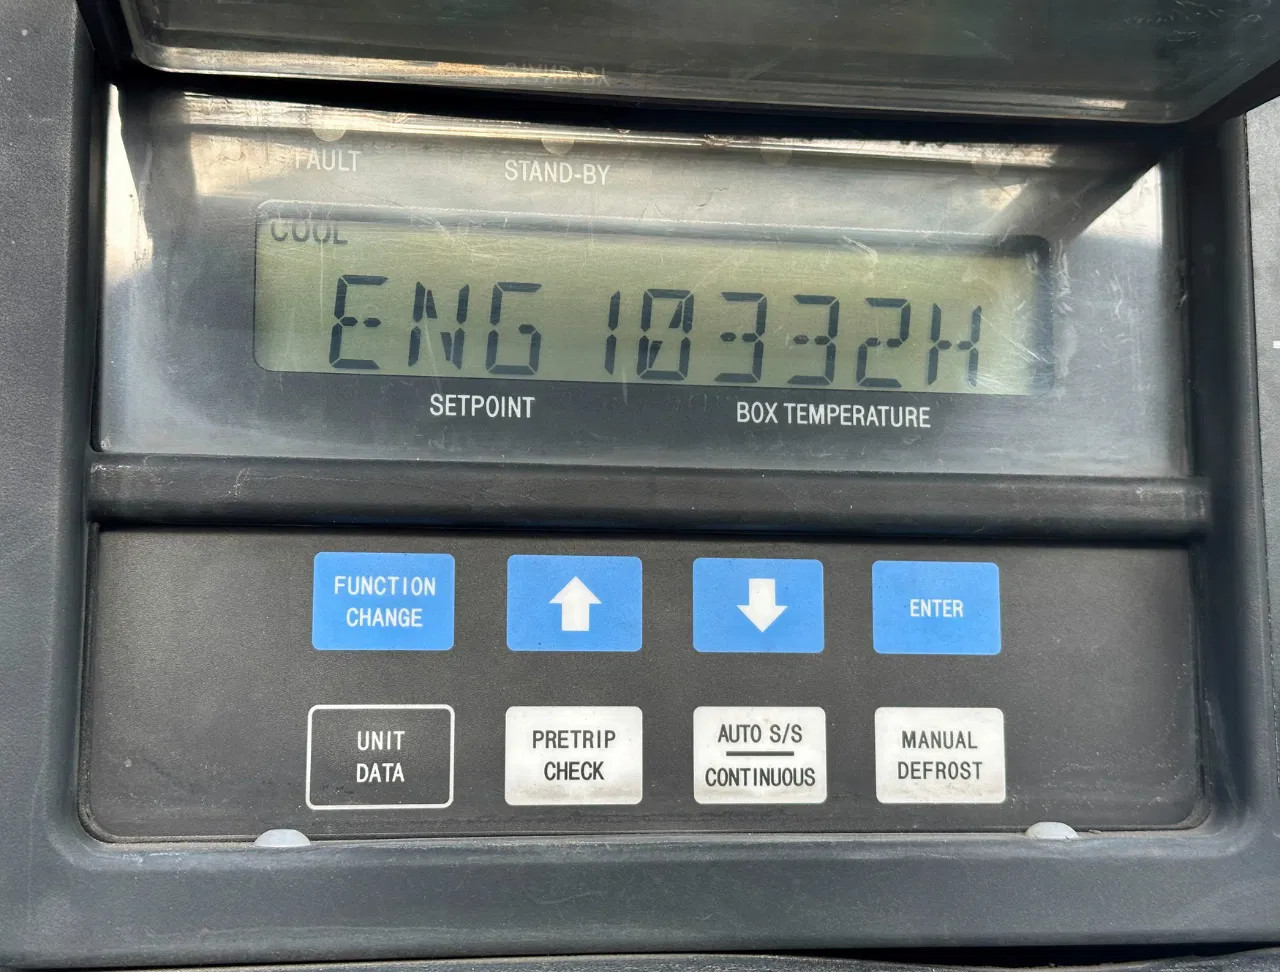 FAULT
STAND-BY
COOL
ENG 10332H
SETPOINT
BOX TEMPERATURE
FUNCTION
CHANGE
ENTER
UNIT
DATA
PRETRIP
CHECK
AUTO S/S
CONTINUOUS
MANUAL
DEFROST